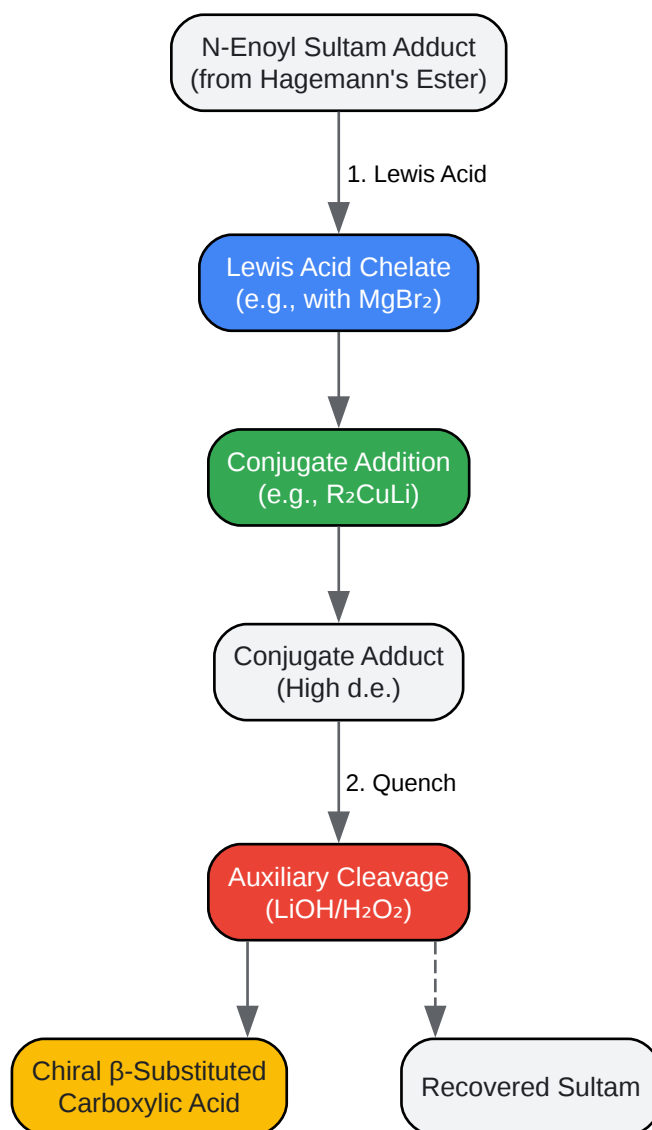 N-Enoyl Sultam Adduct
(from Hagemann's Ester)
1. Lewis Acid
Lewis Acid Chelate
(e.g., with MgBr₂)
Conjugate Addition
(e.g., R₂CuLi)
Conjugate Adduct
(High d.e.)
2. Quench
Auxiliary Cleavage
(LiOH/H₂O₂)
Chiral β-Substituted
Carboxylic Acid
Recovered Sultam